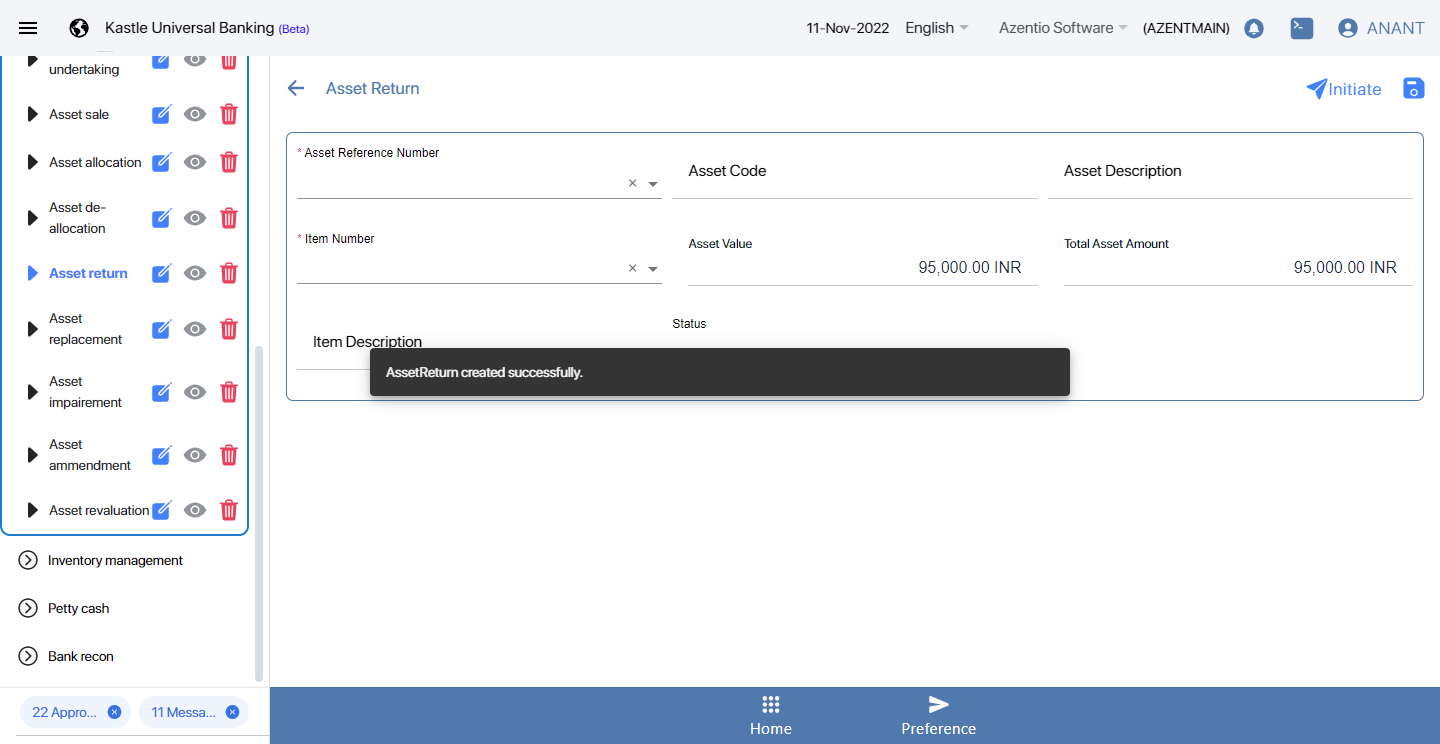 Kastle Universal Banking (Beta)
11-Nov-2022
English
Azentio Software
(AZENTMAIN)
ANANT
undertaking
Asset sale
Asset allocation
Asset de-
allocation
Asset return
Asset
replacement
Asset
impairement
Asset
ammendment
Asset revaluation
Inventory management
Petty cash
Bank recon
22 Appro...
11 Messa...
Asset Return
Initiate
* Asset Reference Number
Asset Code
Asset Description
* Item Number
Asset Value
95,000.00 INR
Total Asset Amount
95,000.00 INR
Item Description
Status
AssetReturn created successfully.
Home
Preference